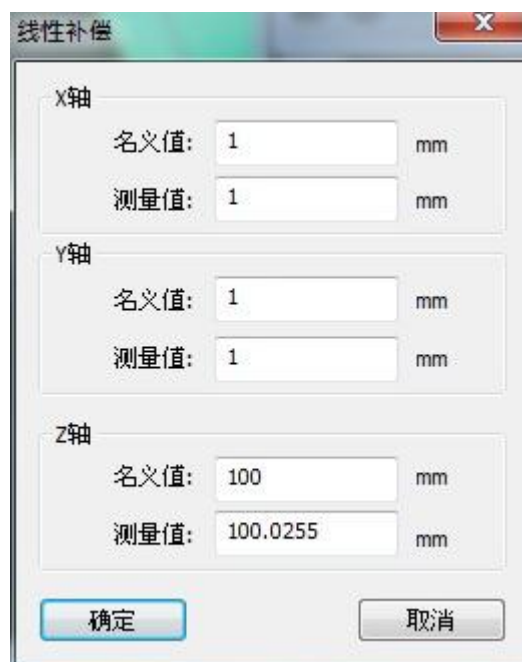 线性补偿
X轴
名义值: 1 mm
测量值: 1 mm
Y轴
名义值: 1 mm
测量值: 1 mm
Z轴
名义值: 100 mm
测量值: 100.0255 mm
确定 取消